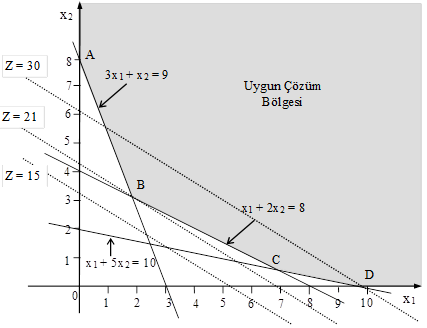 x2
A
8
Z = 30
3x1 + x2 = 9
7
Uygun Çözüm
Bölgesi
6
Z = 21
5
4
Z = 15
B
3
x1 + 2x2 = 8
2
C
D
x1 + 5x2 = 10
1
0 1 2 3 4 5 6 7 8 9 10 x1